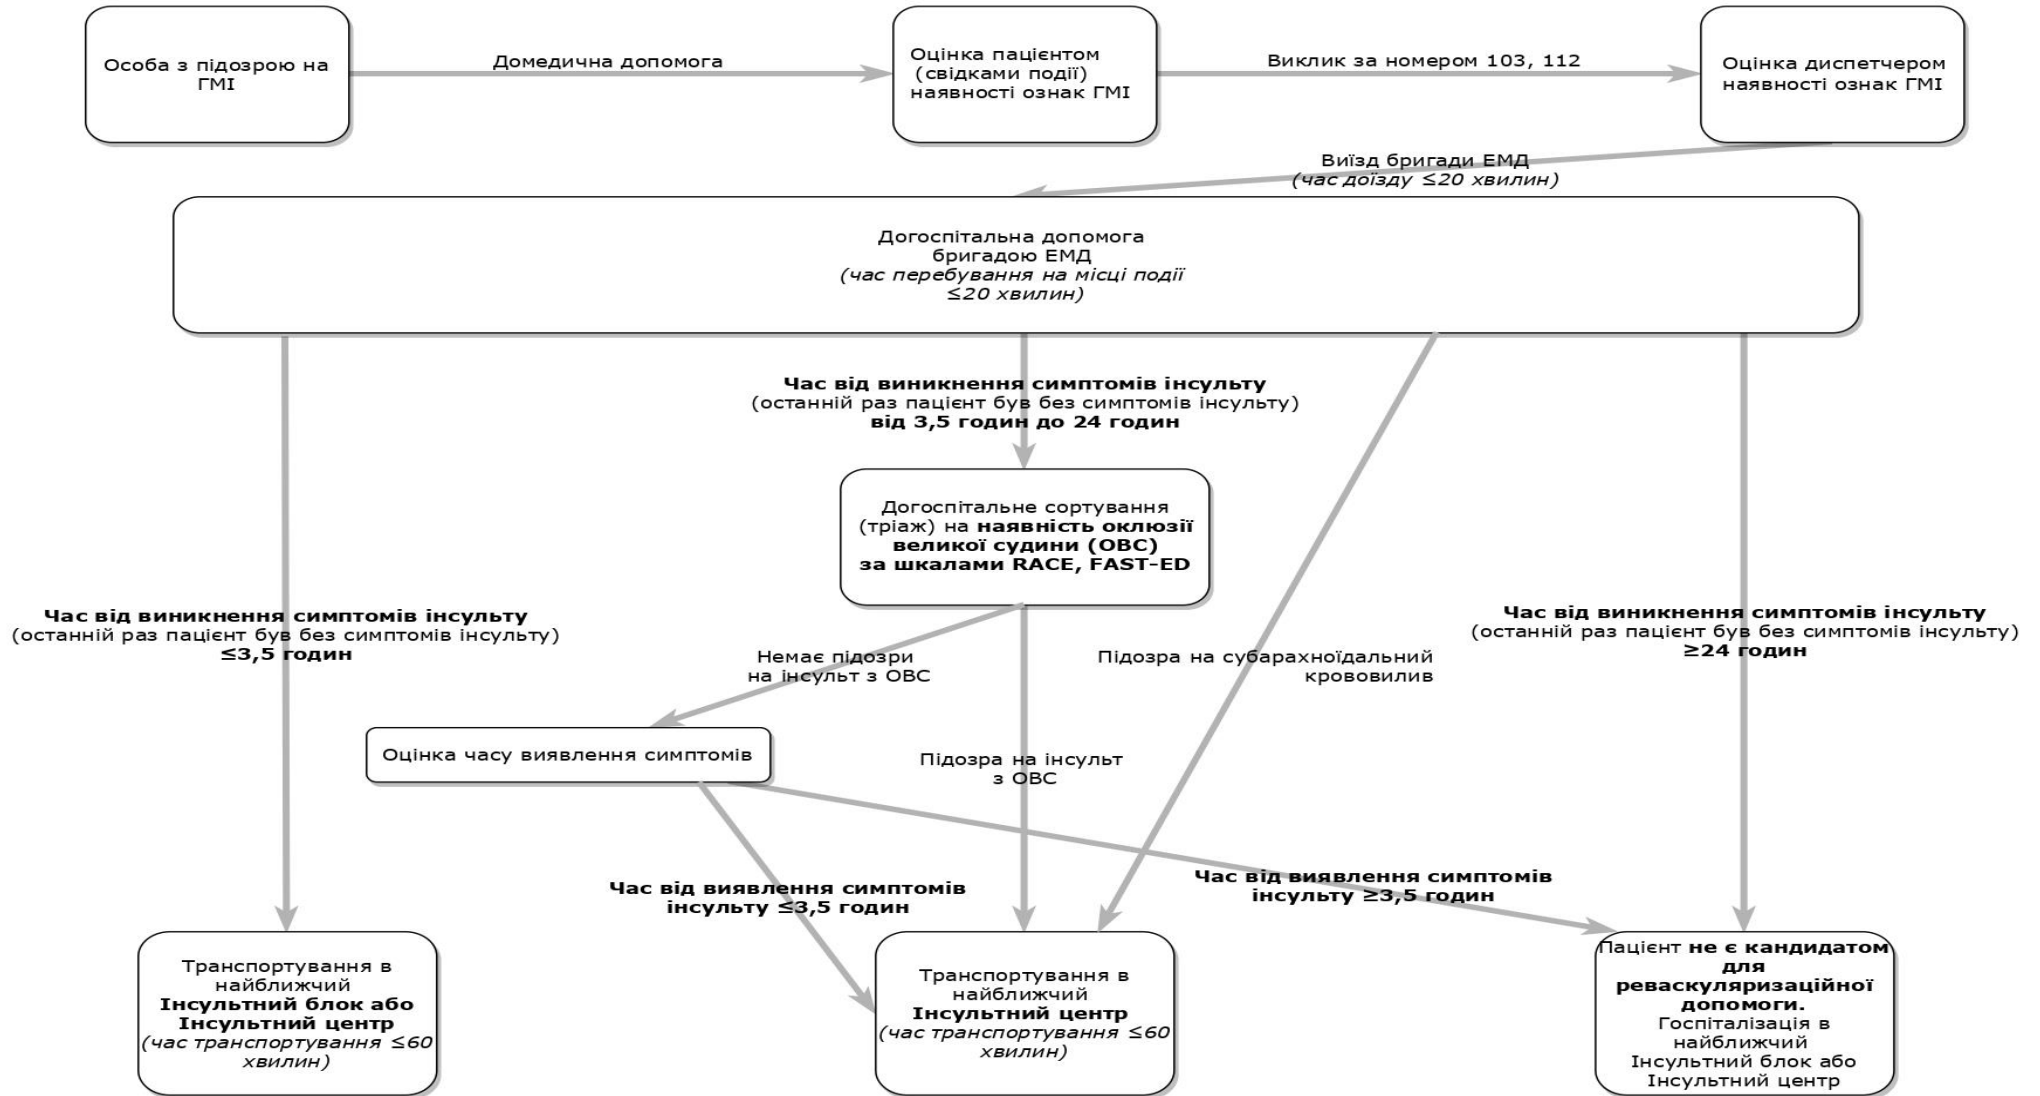 Особа з підозрою на
ГМІ
Домедична допомога
Оцінка пацієнтом
(свідками події)
наявності ознак ГМІ
Виклик за номером 103, 112
Оцінка диспетчером
наявності ознак ГМІ
Виїзд бригади ЕМД
(час доїзду ≤20 хвилин)
Догоспітальна допомога
бригадою ЕМД
(час перебування на місці події
≤20 хвилин)
Час від виникнення симптомів інсульту
(останній раз пацієнт був без симптомів інсульту)
від 3,5 годин до 24 годин
Догоспітальне сортування
(тріаж) на наявність оклюзії
великої судини (ОВС)
за шкалами RACE, FAST-ED
Час від виникнення симптомів інсульту
(останній раз пацієнт був без симптомів інсульту)
≤3,5 годин
Немає підозри
на інсульт з ОВС
Підозра на субарахноїдальний
крововилив
Час від виникнення симптомів інсульту
(останній раз пацієнт був без симптомів інсульту)
≥24 годин
Оцінка часу виявлення симптомів
Підозра на інсульт
з ОВС
Час від виявлення симптомів
інсульту ≤3,5 годин
Час від виявлення симптомів
інсульту ≥3,5 годин
Транспортування в
найближчий
Інсультний блок або
Інсультний центр
(час транспортування ≤60
хвилин)
Транспортування в
найближчий
Інсультний центр
(час транспортування ≤60
хвилин)
Пацієнт не є кандидатом
для
реваскуляризаційної
допомоги.
Госпіталізація в
найближчий
Інсультний блок або
Інсультний центр